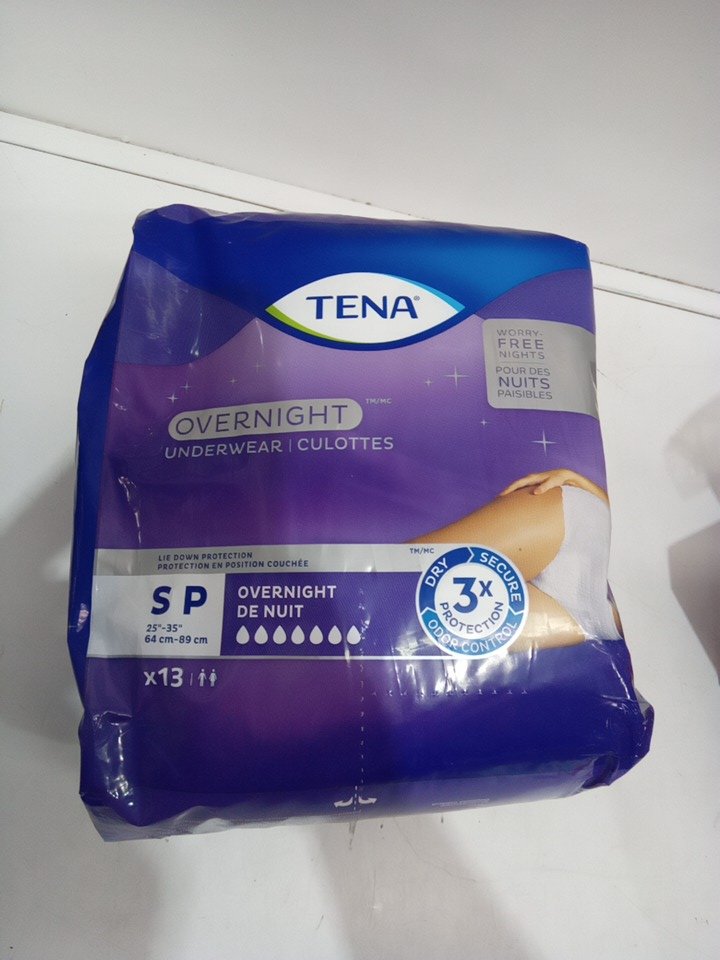 TENA®
WORRY-
FREE
NIGHTS
POUR DES
NUITS
PAISIBLES
OVERNIGHT TM/MC
UNDERWEAR | CULOTTES
LIE DOWN PROTECTION
PROTECTION EN POSITION COUCHÉE
TM/MC
S P
25"-35"
64 cm-89 cm
OVERNIGHT
DE NUIT
DRY SECURE
3X
PROTECTION
ODOR CONTROL
x13